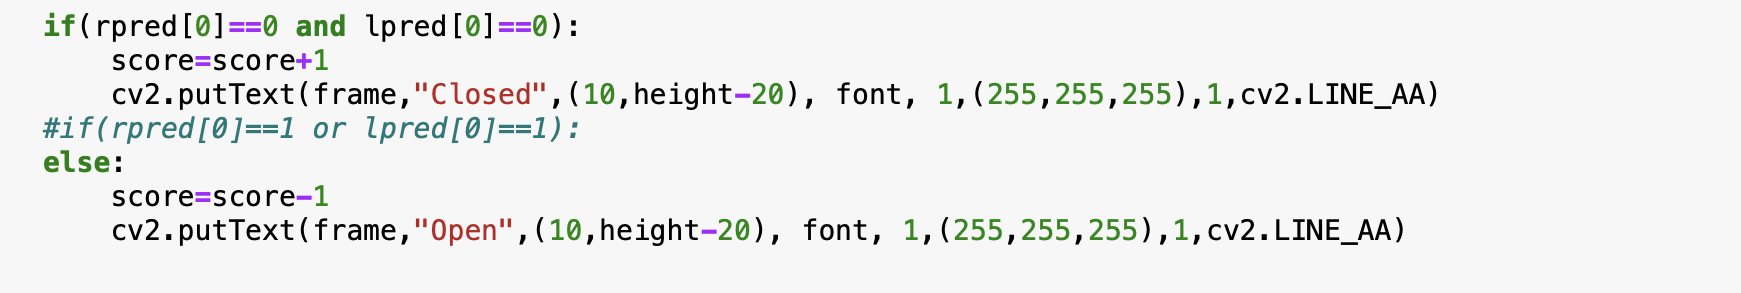 if(rpred[0]==0 and lpred[0]==0):
    score=score+1
    cv2.putText(frame,"Closed",(10,height-20), font, 1,(255,255,255),1,cv2.LINE_AA)
#if(rpred[0]==1 or lpred[0]==1):
else:
    score=score-1
    cv2.putText(frame,"Open",(10,height-20), font, 1,(255,255,255),1,cv2.LINE_AA)